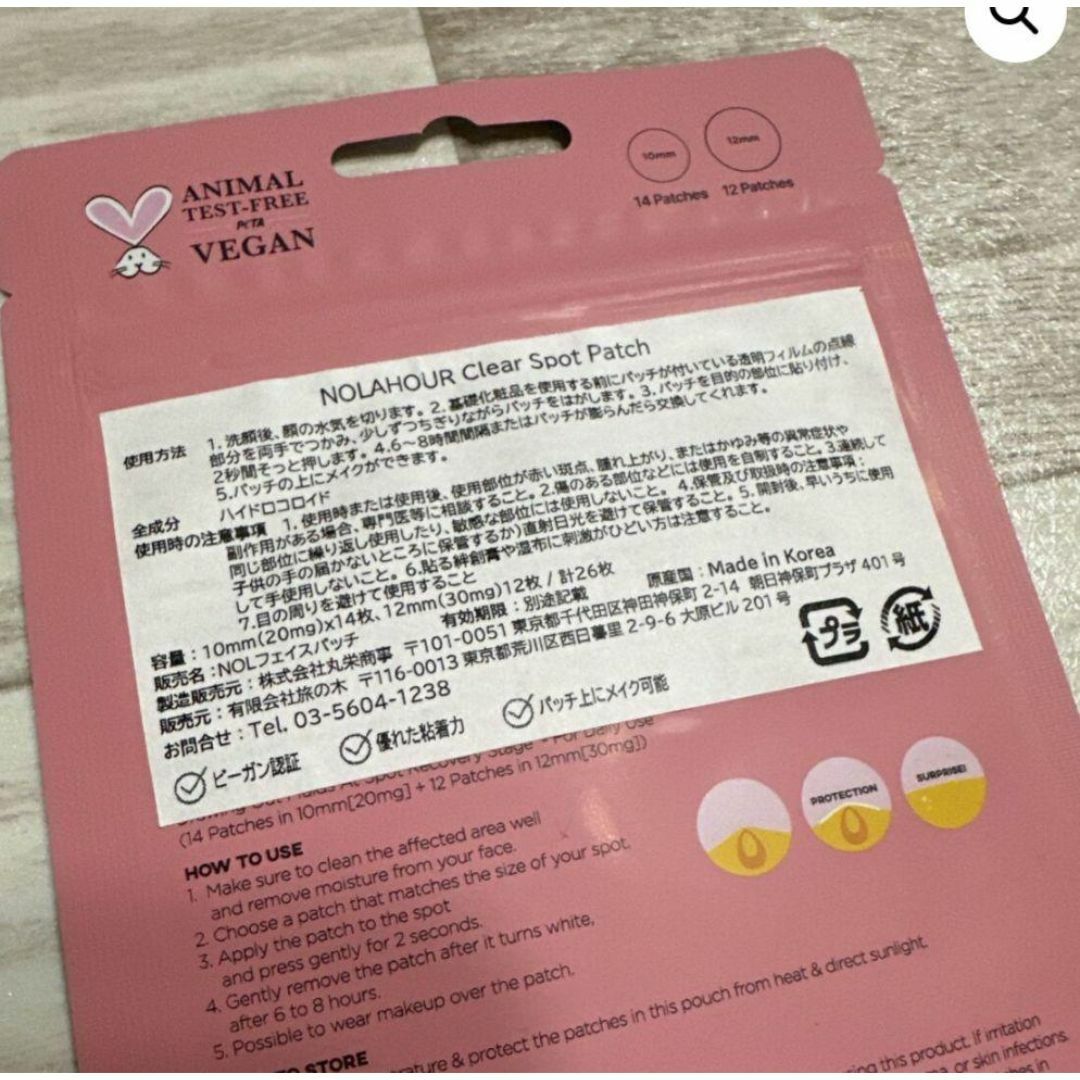 ANIMAL
TEST-FREE
PETA
VEGAN
10mm
12mm
14 Patches
12 Patches
NOLAHOUR Clear Spot Patch
使用方法 1.洗顔後、顔の水気を切ります。2.基礎化粧品を使用する前にパッチが付いている透明フィルムの点線
部分を両手でつかみ、少しずつちぎりながらパッチをはがします。3.パッチを目的の部位に貼り付け、
2秒間そっと押します。4.6〜8時間間隔またはパッチが膨らんだら交換してくれます。
5.パッチの上にメイクができます。
全成分 ハイドロコロイド
使用時の注意事項 1.使用時または使用後、使用部位が赤い斑点、腫れ上がり、またはかゆみ等の異常症状や
副作用がある場合、専門医等に相談すること。2.傷のある部位などには使用を自制すること。3.連続して
同じ部位に繰り返し使用したり、敏感な部位には使用しないこと。 4.保管及び取扱時の注意事項：
子供の手の届かないところに保管するか)直射日光を避けて保管すること。5.開封後、早いうちに使用
して手使用しないこと。6.貼る絆創膏や湿布に刺激がひどい方は注意すること。
7.目の周りを避けて使用すること
容量：10mm(20mg)x14枚、12mm(30mg)12枚 / 計26枚
販売名：NOLフェイスパッチ 有効期限：別途記載 原産国：Made in Korea
製造販売元：株式会社丸栄商事 〒101-0051 東京都千代田区神田神保町 2-14 朝日神保町プラザ 401号
販売元：有限会社旅の木 〒116-0013 東京都荒川区西日暮里 2-9-6 大原ビル 201号
お問合せ：Tel. 03-5604-1238
プラ
紙
ビーガン認証
優れた粘着力
パッチ上にメイク可能
Spot Recovery Stage - For Daily Use
(14 Patches in 10mm[20mg] + 12 Patches in 12mm[30mg])
PROTECTION
SURPRISE!
HOW TO USE
1. Make sure to clean the affected area well
and remove moisture from your face.
2. Choose a patch that matches the size of your spot.
3. Apply the patch to the spot
and press gently for 2 seconds.
4. Gently remove the patch after it turns white,
after 6 to 8 hours.
5. Possible to wear makeup over the patch.
TO STORE
& protect the patches in this pouch from heat & direct sunlight.
this product. If irritation
or skin infections.
in